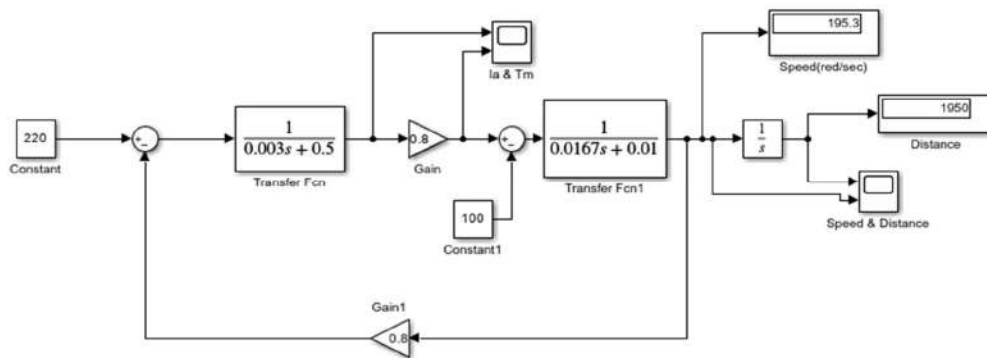 195.3
Speed(red/sec)
Ia & Tm
220
Constant
+
−
1
0.003s + 0.5
Transfer Fcn
0.8
Gain
+
−
1
0.0167s + 0.01
Transfer Fcn1
1
s
1950
Distance
100
Constant1
Speed & Distance
Gain1
0.8